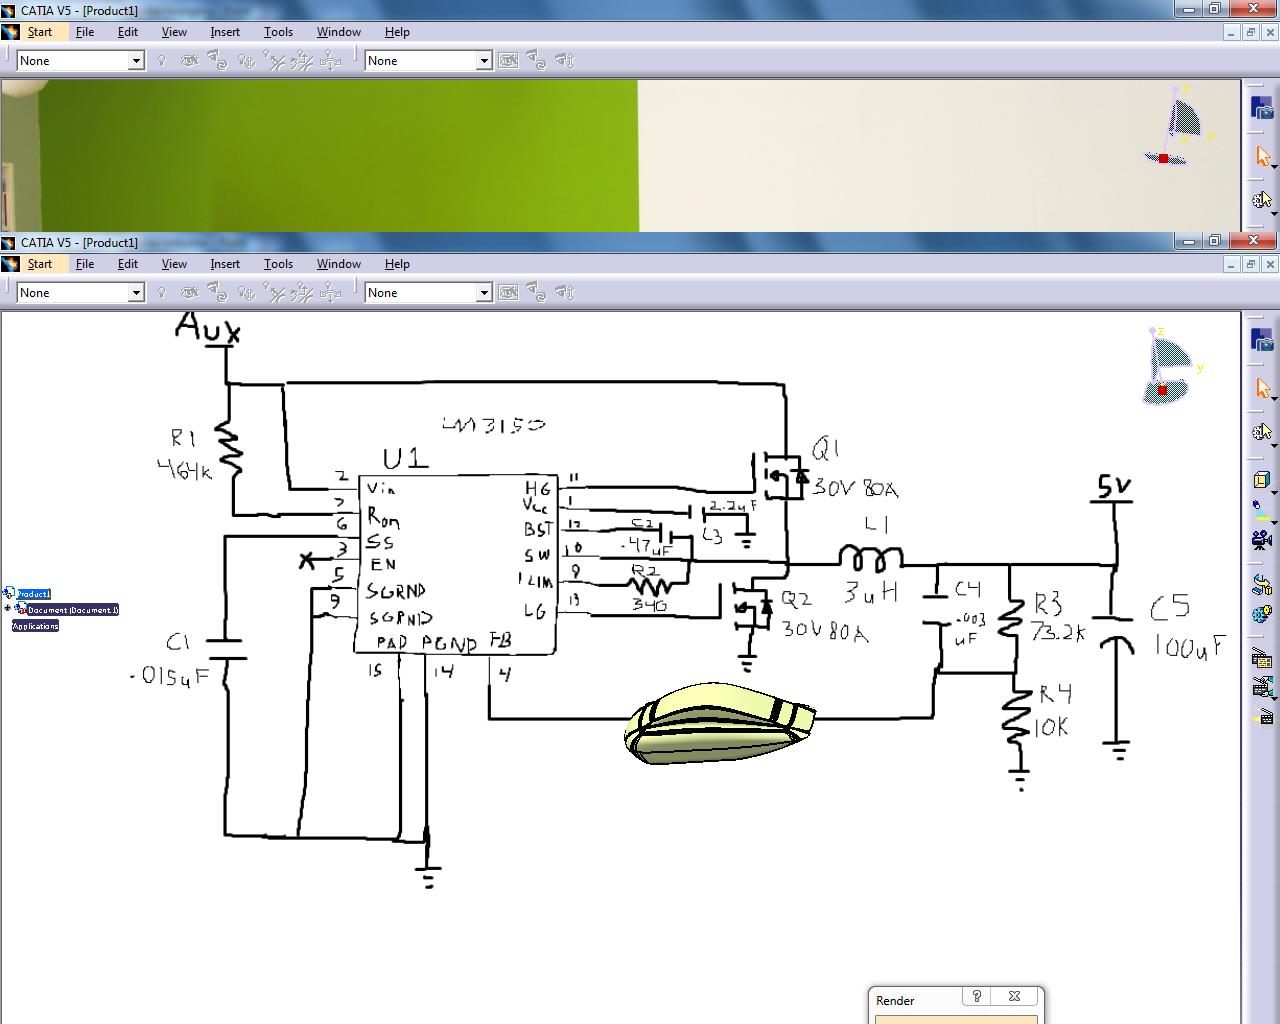 CATIA V5 - [Product1]
Start File Edit View Insert Tools Window Help
None None
z
y
x
CATIA V5 - [Product1]
Start File Edit View Insert Tools Window Help
None None
Aux
z
y
LM3150
R1
464K
U1
Q1
30V 80A
5V
2 Vin
7 Ron
6 SS
3 EN
5 SGRND
9 SGRND
HG 11
Vcc 1
BST 12
SW 10
ILIM 8
LG 13
PAD PGND FB
15 14 4
2.2uF
C3
C2
.47uF
R2
340
L1
3uH
Q2
30V 80A
C4
.003
uF
R3
73.2K
C5
100uF
R4
10K
C1
.015uF
Product1
Document (Document.1)
Applications
Render